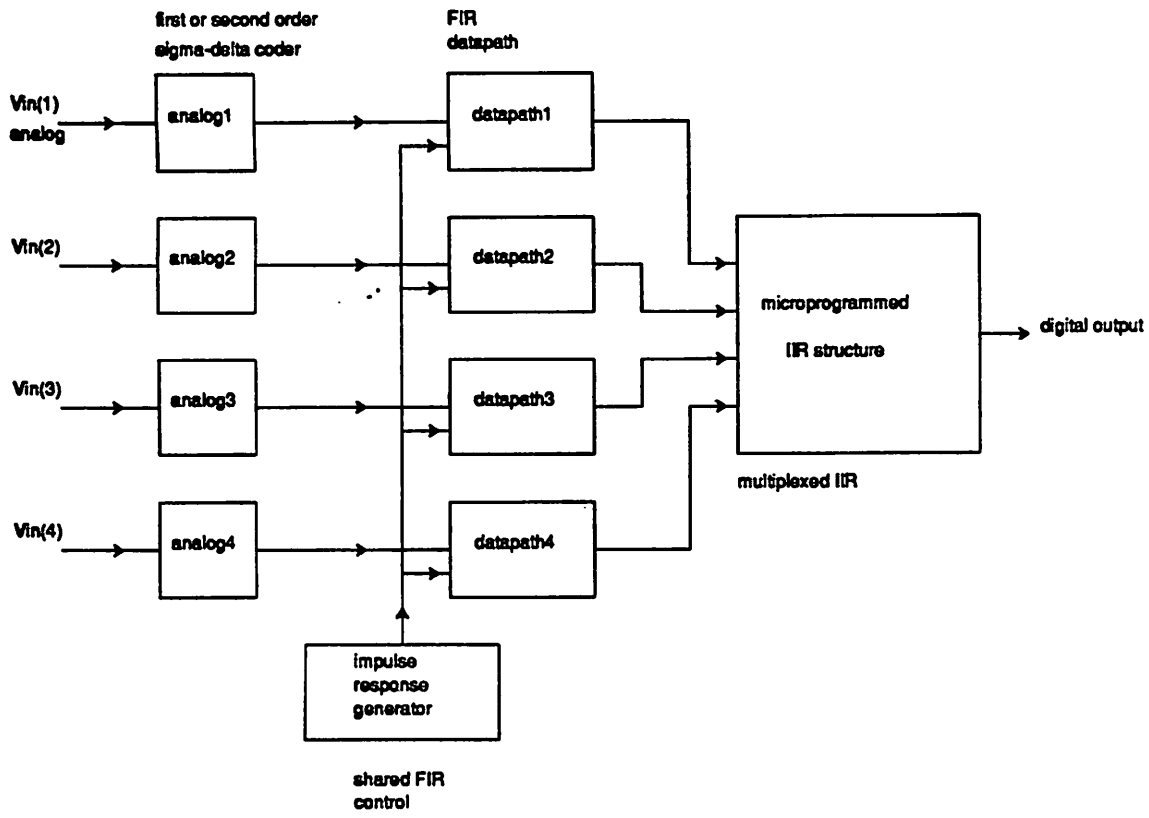 first or second order
sigma-delta coder
FIR
datapath
Vin(1)
analog
analog1
datapath1
Vin(2)
analog2
datapath2
microprogrammed
IIR structure
digital output
Vin(3)
analog3
datapath3
multiplexed IIR
Vin(4)
analog4
datapath4
impulse
response
generator
shared FIR
control